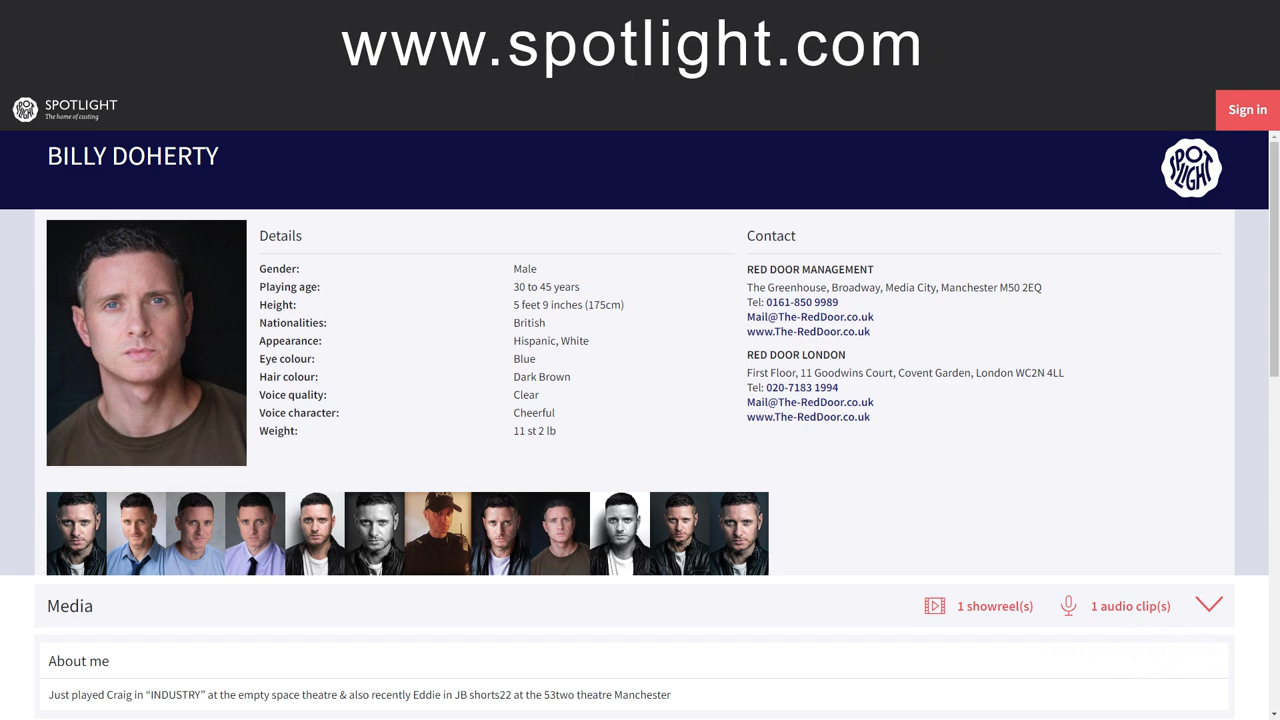 www.spotlight.com
SPOTLIGHT
The home of casting
Sign in
BILLY DOHERTY
SPOTLIGHT
Details
Gender: Male
Playing age: 30 to 45 years
Height: 5 feet 9 inches (175cm)
Nationalities: British
Appearance: Hispanic, White
Eye colour: Blue
Hair colour: Dark Brown
Voice quality: Clear
Voice character: Cheerful
Weight: 11 st 2 lb
Contact
RED DOOR MANAGEMENT
The Greenhouse, Broadway, Media City, Manchester M50 2EQ
Tel: 0161-850 9989
Mail@The-RedDoor.co.uk
www.The-RedDoor.co.uk
RED DOOR LONDON
First Floor, 11 Goodwins Court, Covent Garden, London WC2N 4LL
Tel: 020-7183 1994
Mail@The-RedDoor.co.uk
www.The-RedDoor.co.uk
Media
1 showreel(s)
1 audio clip(s)
About me
Just played Craig in “INDUSTRY” at the empty space theatre & also recently Eddie in JB shorts22 at the 53two theatre Manchester